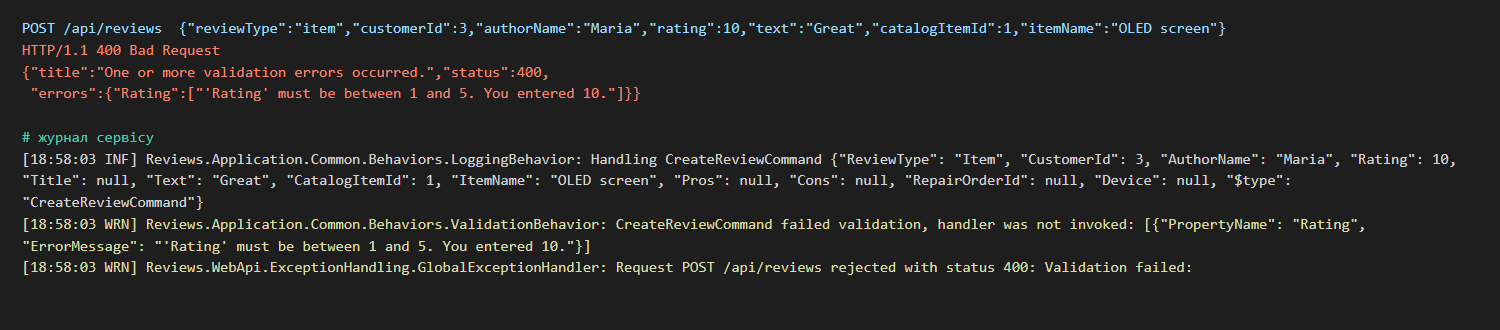 POST /api/reviews  {"reviewType":"item","customerId":3,"authorName":"Maria","rating":10,"text":"Great","catalogItemId":1,"itemName":"OLED screen"}
HTTP/1.1 400 Bad Request
{"title":"One or more validation errors occurred.","status":400,
 "errors":{"Rating":["'Rating' must be between 1 and 5. You entered 10."]}}
# журнал сервісу
[18:58:03 INF] Reviews.Application.Common.Behaviors.LoggingBehavior: Handling CreateReviewCommand {"ReviewType": "Item", "CustomerId": 3, "AuthorName": "Maria", "Rating": 10,
"Title": null, "Text": "Great", "CatalogItemId": 1, "ItemName": "OLED screen", "Pros": null, "Cons": null, "RepairOrderId": null, "Device": null, "$type":
"CreateReviewCommand"}
[18:58:03 WRN] Reviews.Application.Common.Behaviors.ValidationBehavior: CreateReviewCommand failed validation, handler was not invoked: [{"PropertyName": "Rating",
"ErrorMessage": "'Rating' must be between 1 and 5. You entered 10."}]
[18:58:03 WRN] Reviews.WebApi.ExceptionHandling.GlobalExceptionHandler: Request POST /api/reviews rejected with status 400: Validation failed: